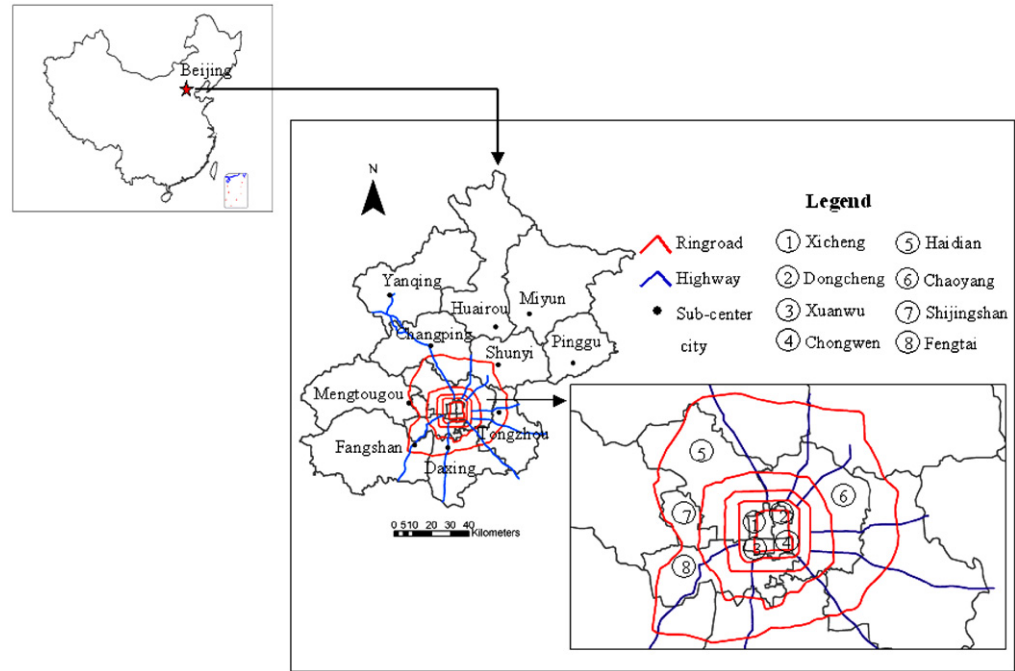 Beijing
N
Legend
Ringroad
Highway
Sub-center
city
1 Xicheng
2 Dongcheng
3 Xuanwu
4 Chongwen
5 Haidian
6 Chaoyang
7 Shijingshan
8 Fengtai
Yanqing
Huairou
Miyun
Changping
Shunyi
Pinggu
Mengtougou
Tongzhou
Fangshan
Daxing
0 5 10 20 30 40
Kilometers
5
6
7
1
2
3
4
8